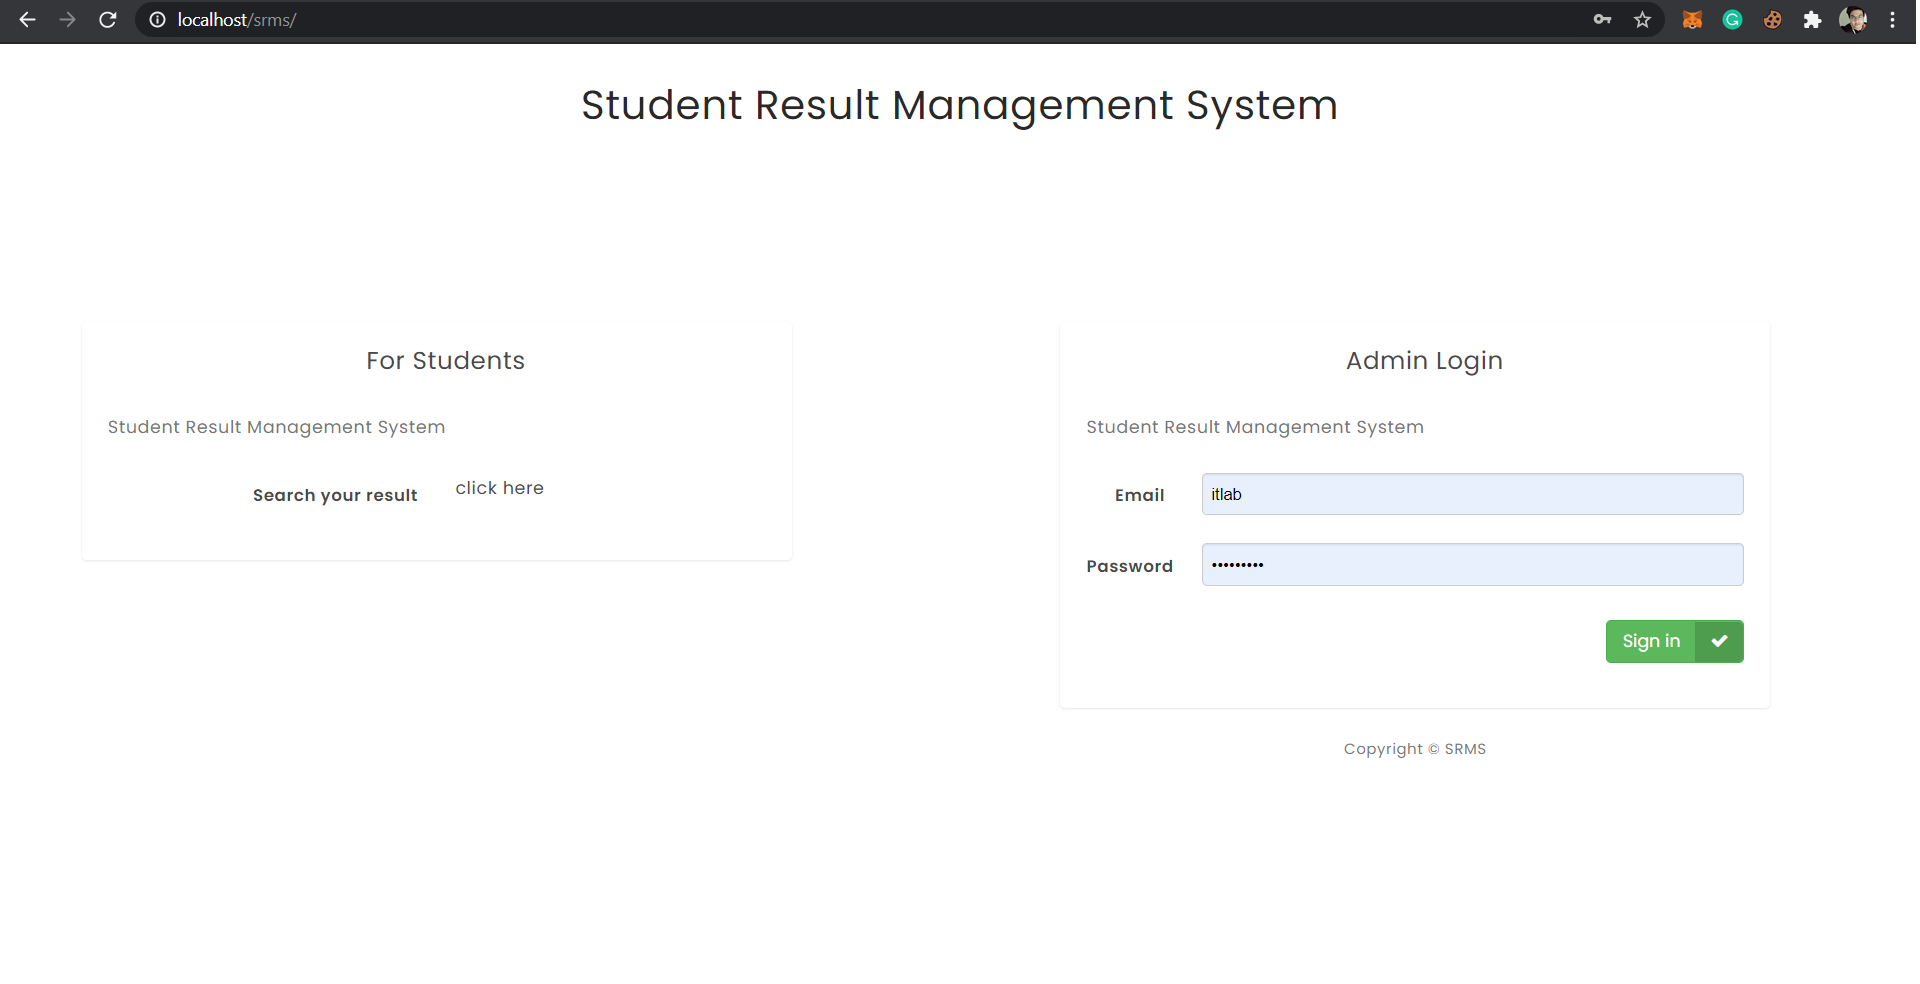 localhost/srms/
Student Result Management System
For Students
Student Result Management System
Search your result click here
Admin Login
Student Result Management System
Email itlab
Password •••••••••
Sign in
Copyright © SRMS